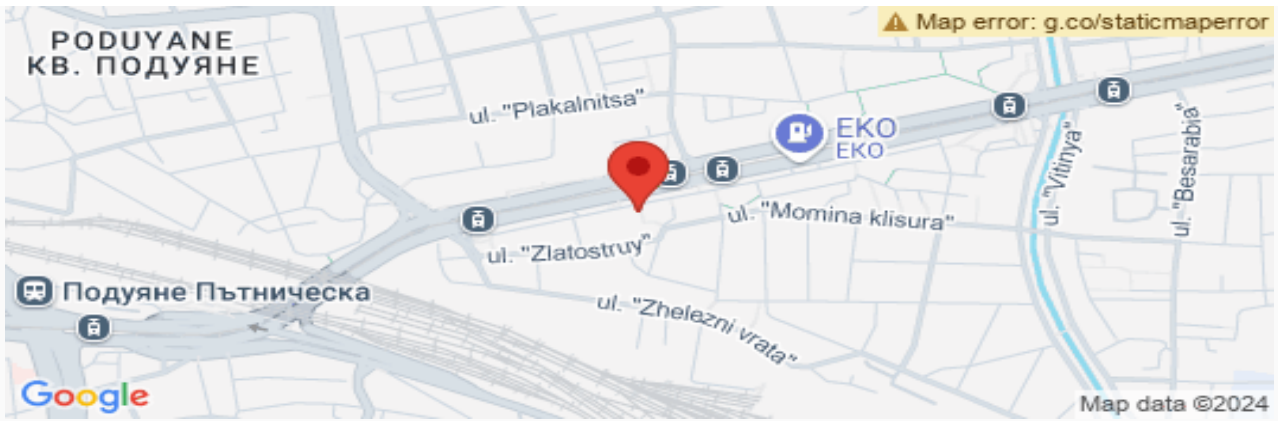 Map error: g.co/staticmaperror
PODUYANE
КВ. ПОДУЯНЕ
ul. "Plakalnitsa"
EKO
EKO
ul. "Vitinya"
ul. "Besarabia"
ul. "Momina klisura"
ul. "Zlatostruy"
Подуяне Пътническа
ul. "Zhelezni vrata"
Google
Map data ©2024